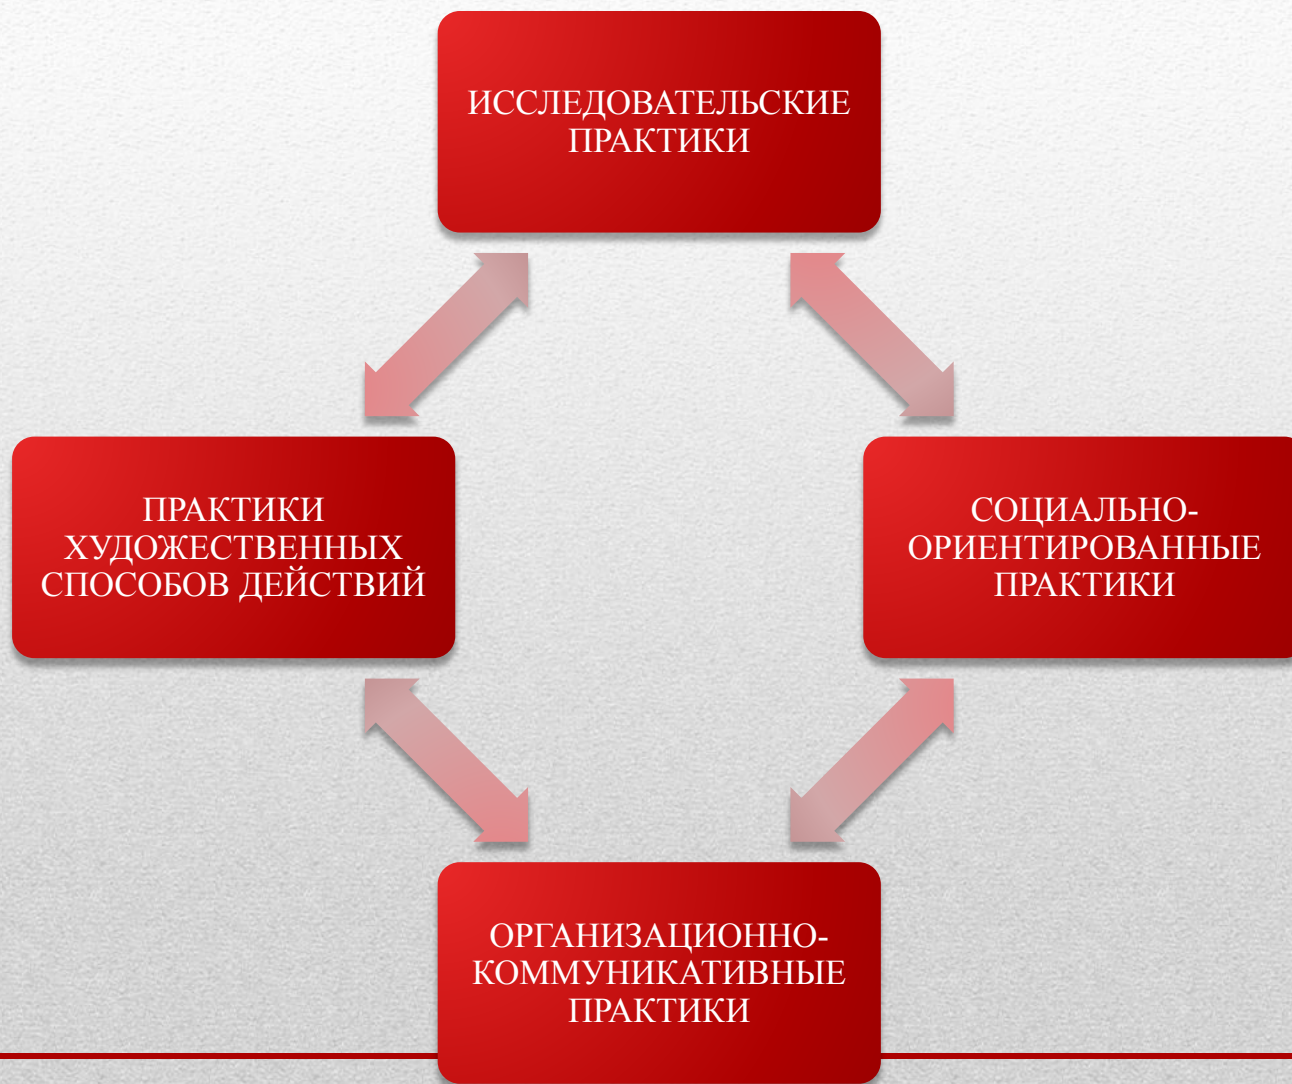 ИССЛЕДОВАТЕЛЬСКИЕ
ПРАКТИКИ
ПРАКТИКИ
ХУДОЖЕСТВЕННЫХ
СПОСОБОВ ДЕЙСТВИЙ
СОЦИАЛЬНО-
ОРИЕНТИРОВАННЫЕ
ПРАКТИКИ
ОРГАНИЗАЦИОННО-
КОММУНИКАТИВНЫЕ
ПРАКТИКИ